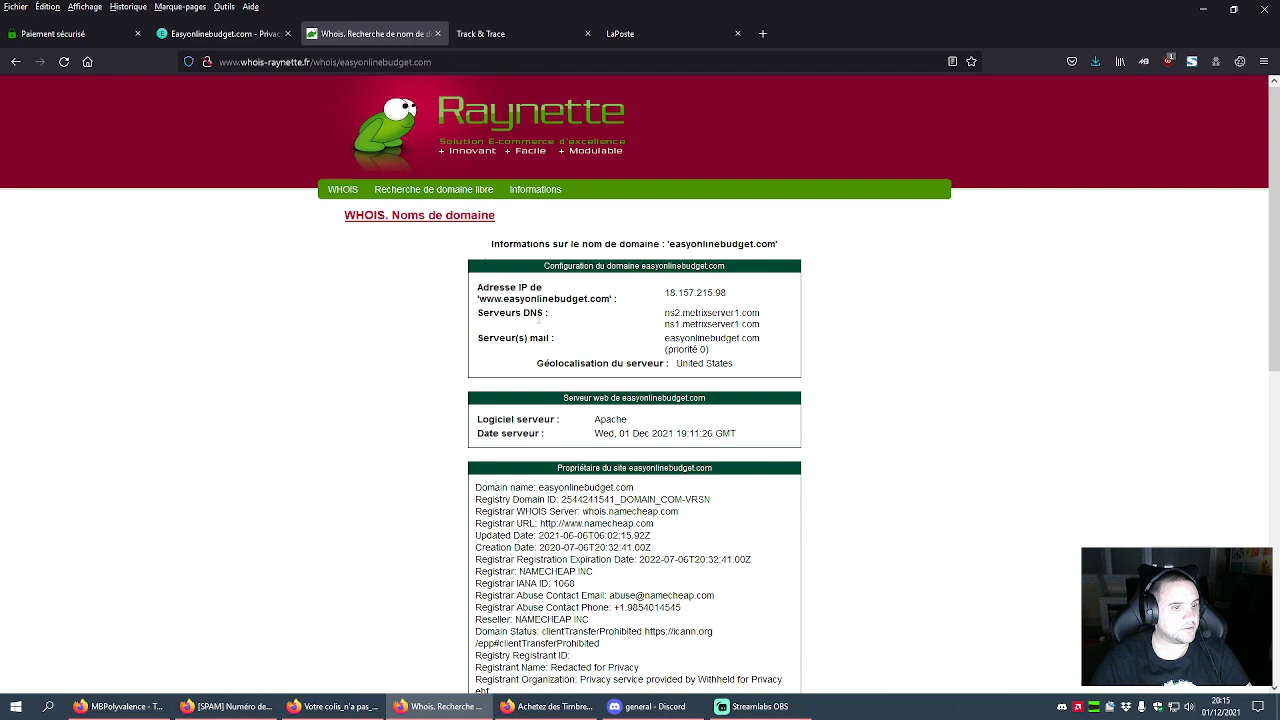 Fichier Édition Affichage Historique Marque-pages Outils Aide
Paiement sécurisé
Easyonlinebudget.com - Privac
Whois. Recherche de nom de d
Track & Trace
LaPoste
www.whois-raynette.fr/whois/easyonlinebudget.com
Raynette
Solution E-commerce d'excellence
+ Innovant + Facile + Modulable
WHOIS Recherche de domaine libre Informations
WHOIS. Noms de domaine
Informations sur le nom de domaine : 'easyonlinebudget.com'
Configuration du domaine easyonlinebudget.com
Adresse IP de
'www.easyonlinebudget.com' :
18.157.215.98
Serveurs DNS :
ns2.metrixserver1.com
ns1.metrixserver1.com
Serveur(s) mail :
easyonlinebudget.com
(priorité 0)
Géolocalisation du serveur : United States
Serveur web de easyonlinebudget.com
Logiciel serveur : Apache
Date serveur : Wed, 01 Dec 2021 19:11:26 GMT
Propriétaire du site easyonlinebudget.com
Domain name: easyonlinebudget.com
Registry Domain ID: 2544241541_DOMAIN_COM-VRSN
Registrar WHOIS Server: whois.namecheap.com
Registrar URL: http://www.namecheap.com
Updated Date: 2021-06-06T06:02:15.92Z
Creation Date: 2020-07-06T20:32:41.00Z
Registrar Registration Expiration Date: 2022-07-06T20:32:41.00Z
Registrar: NAMECHEAP INC
Registrar IANA ID: 1068
Registrar Abuse Contact Email: abuse@namecheap.com
Registrar Abuse Contact Phone: +1.9854014545
Reseller: NAMECHEAP INC
Domain Status: clientTransferProhibited https://icann.org
/epp#clientTransferProhibited
Registry Registrant ID:
Registrant Name: Redacted for Privacy
Registrant Organization: Privacy service provided by Withheld for Privacy
ehf
MBPolyvalence - T...
[SPAM] Numéro de...
Votre colis n'a pas...
Whois. Recherche ...
Achetez des Timbre...
general - Discord
Streamlabs OBS
20:15
01/12/2021